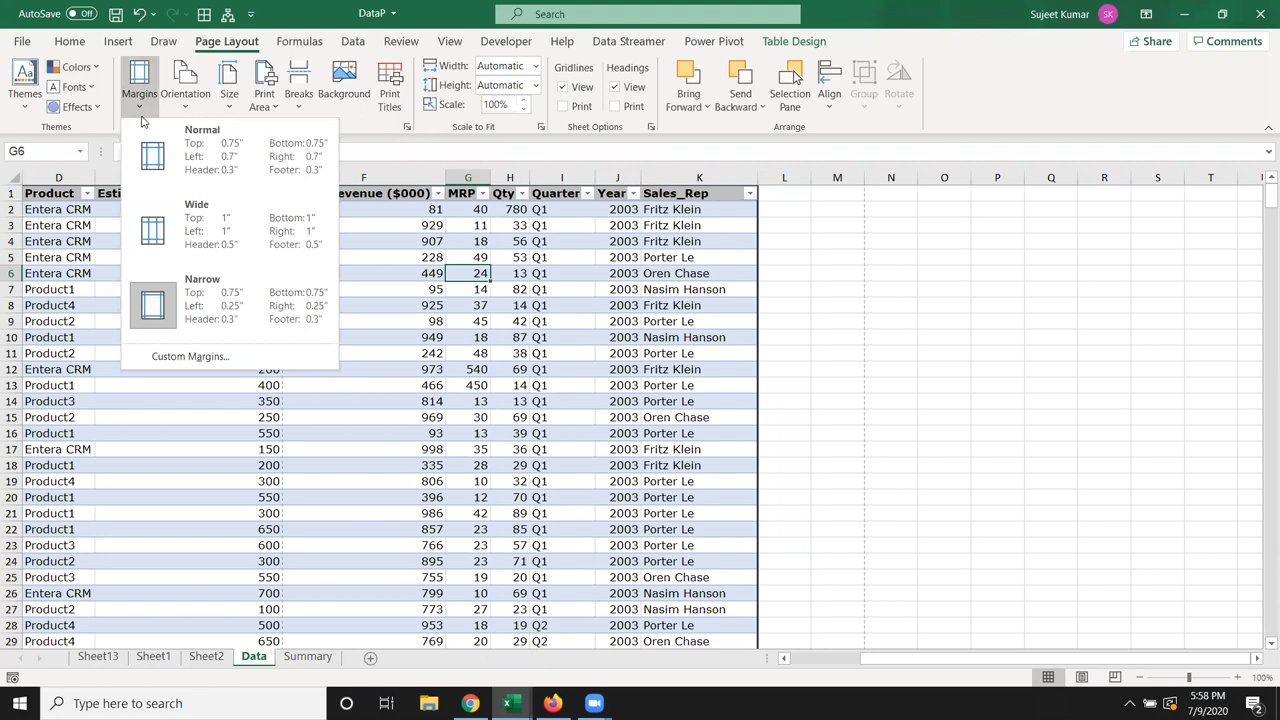 AutoSave Off DataP Search Sujeet Kumar SK
File Home Insert Draw Page Layout Formulas Data Review View Developer Help Data Streamer Power Pivot Table Design Share Comments
Themes Colors Fonts Effects Margins Orientation Size Print Area Breaks Background Print Titles Width: Automatic Height: Automatic Scale: 100% Gridlines View Print Headings View Print Bring Forward Send Backward Selection Pane Align Group Rotate
Themes Scale to Fit Arrange
G6
Normal
Top: 0.75" Bottom: 0.75"
Left: 0.7" Right: 0.7"
Header: 0.3" Footer: 0.3"
Wide
Top: 1" Bottom: 1"
Left: 1" Right: 1"
Header: 0.5" Footer: 0.5"
Narrow
Top: 0.75" Bottom: 0.75"
Left: 0.25" Right: 0.25"
Header: 0.3" Footer: 0.3"
Custom Margins...
D F G H I J K L M N O P Q R S T
1 Product Esti evenue ($000) MRP Qty Quarter Year Sales_Rep
2 Entera CRM 81 40 780 Q1 2003 Fritz Klein
3 Entera CRM 929 11 33 Q1 2003 Fritz Klein
4 Entera CRM 907 18 56 Q1 2003 Fritz Klein
5 Entera CRM 228 49 53 Q1 2003 Porter Le
6 Entera CRM 449 24 13 Q1 2003 Oren Chase
7 Product1 95 14 82 Q1 2003 Nasim Hanson
8 Product4 925 37 14 Q1 2003 Fritz Klein
9 Product2 98 45 42 Q1 2003 Porter Le
10 Product1 949 18 87 Q1 2003 Nasim Hanson
11 Product2 242 48 38 Q1 2003 Porter Le
12 Entera CRM 200 973 540 69 Q1 2003 Fritz Klein
13 Product1 400 466 450 14 Q1 2003 Porter Le
14 Product3 350 814 13 13 Q1 2003 Porter Le
15 Product2 250 969 30 69 Q1 2003 Oren Chase
16 Product1 550 93 13 39 Q1 2003 Porter Le
17 Entera CRM 150 998 35 36 Q1 2003 Fritz Klein
18 Product1 200 335 28 29 Q1 2003 Fritz Klein
19 Product4 300 806 10 32 Q1 2003 Porter Le
20 Product1 550 396 12 70 Q1 2003 Porter Le
21 Product1 300 986 42 89 Q1 2003 Porter Le
22 Product1 650 857 23 85 Q1 2003 Porter Le
23 Product3 600 766 23 57 Q1 2003 Porter Le
24 Product2 300 895 23 71 Q1 2003 Porter Le
25 Product3 550 755 19 20 Q1 2003 Oren Chase
26 Entera CRM 700 799 10 69 Q1 2003 Nasim Hanson
27 Product2 100 773 27 23 Q1 2003 Nasim Hanson
28 Product4 550 953 18 19 Q2 2003 Porter Le
29 Product4 650 769 20 29 Q2 2003 Oren Chase
Sheet13 Sheet1 Sheet2 Data Summary
100%
Type here to search 5:58 PM
7/9/2020 2